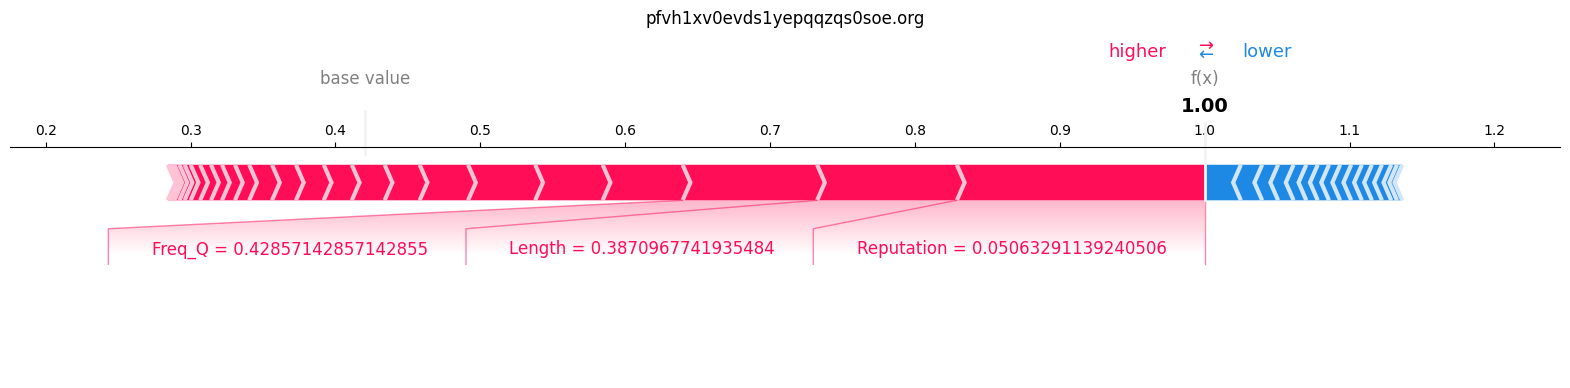 pfvh1xv0evds1yepqqzqs0soe.org
higher ⇄ lower
base value f(x)
1.00
0.2 0.3 0.4 0.5 0.6 0.7 0.8 0.9 1.0 1.1 1.2
Freq_Q = 0.42857142857142855 Length = 0.3870967741935484 Reputation = 0.05063291139240506